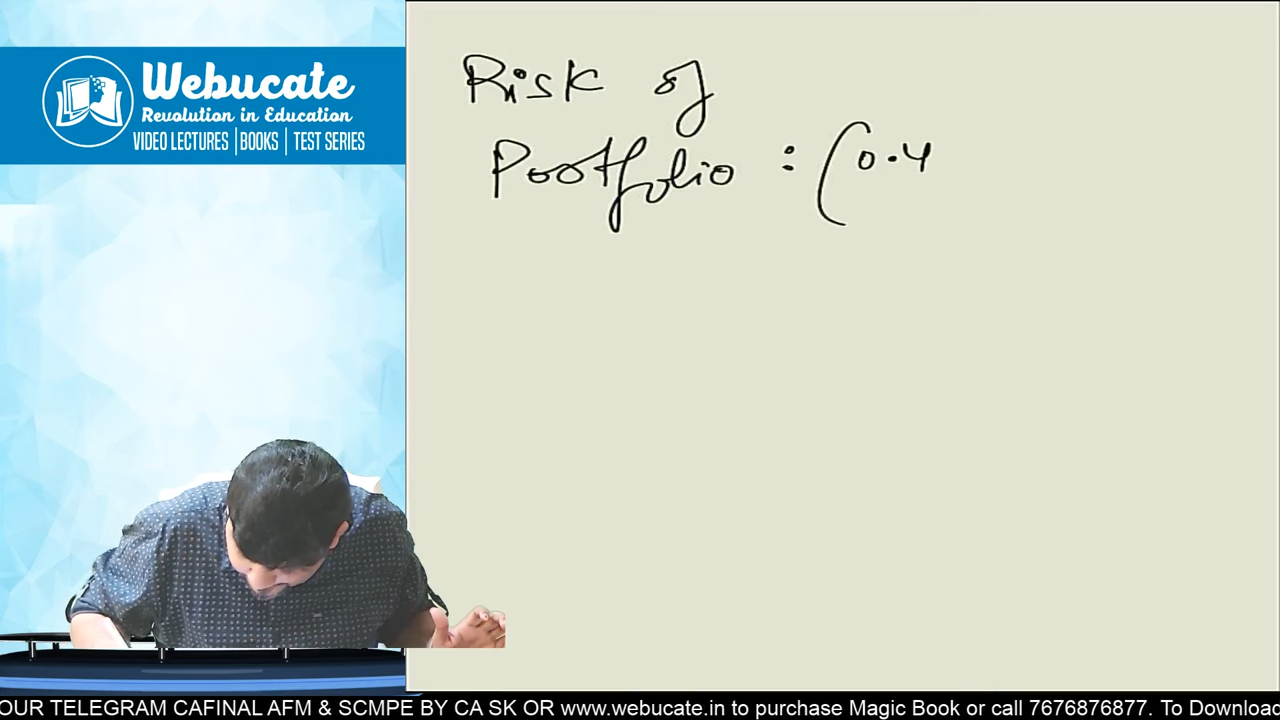 Webucate
Revolution in Education
VIDEO LECTURES | BOOKS | TEST SERIES
Risk of
Portfolio : (0.4
OUR TELEGRAM CAFINAL AFM & SCMPE BY CA SK OR www.webucate.in to purchase Magic Book or call 7676876877. To Download